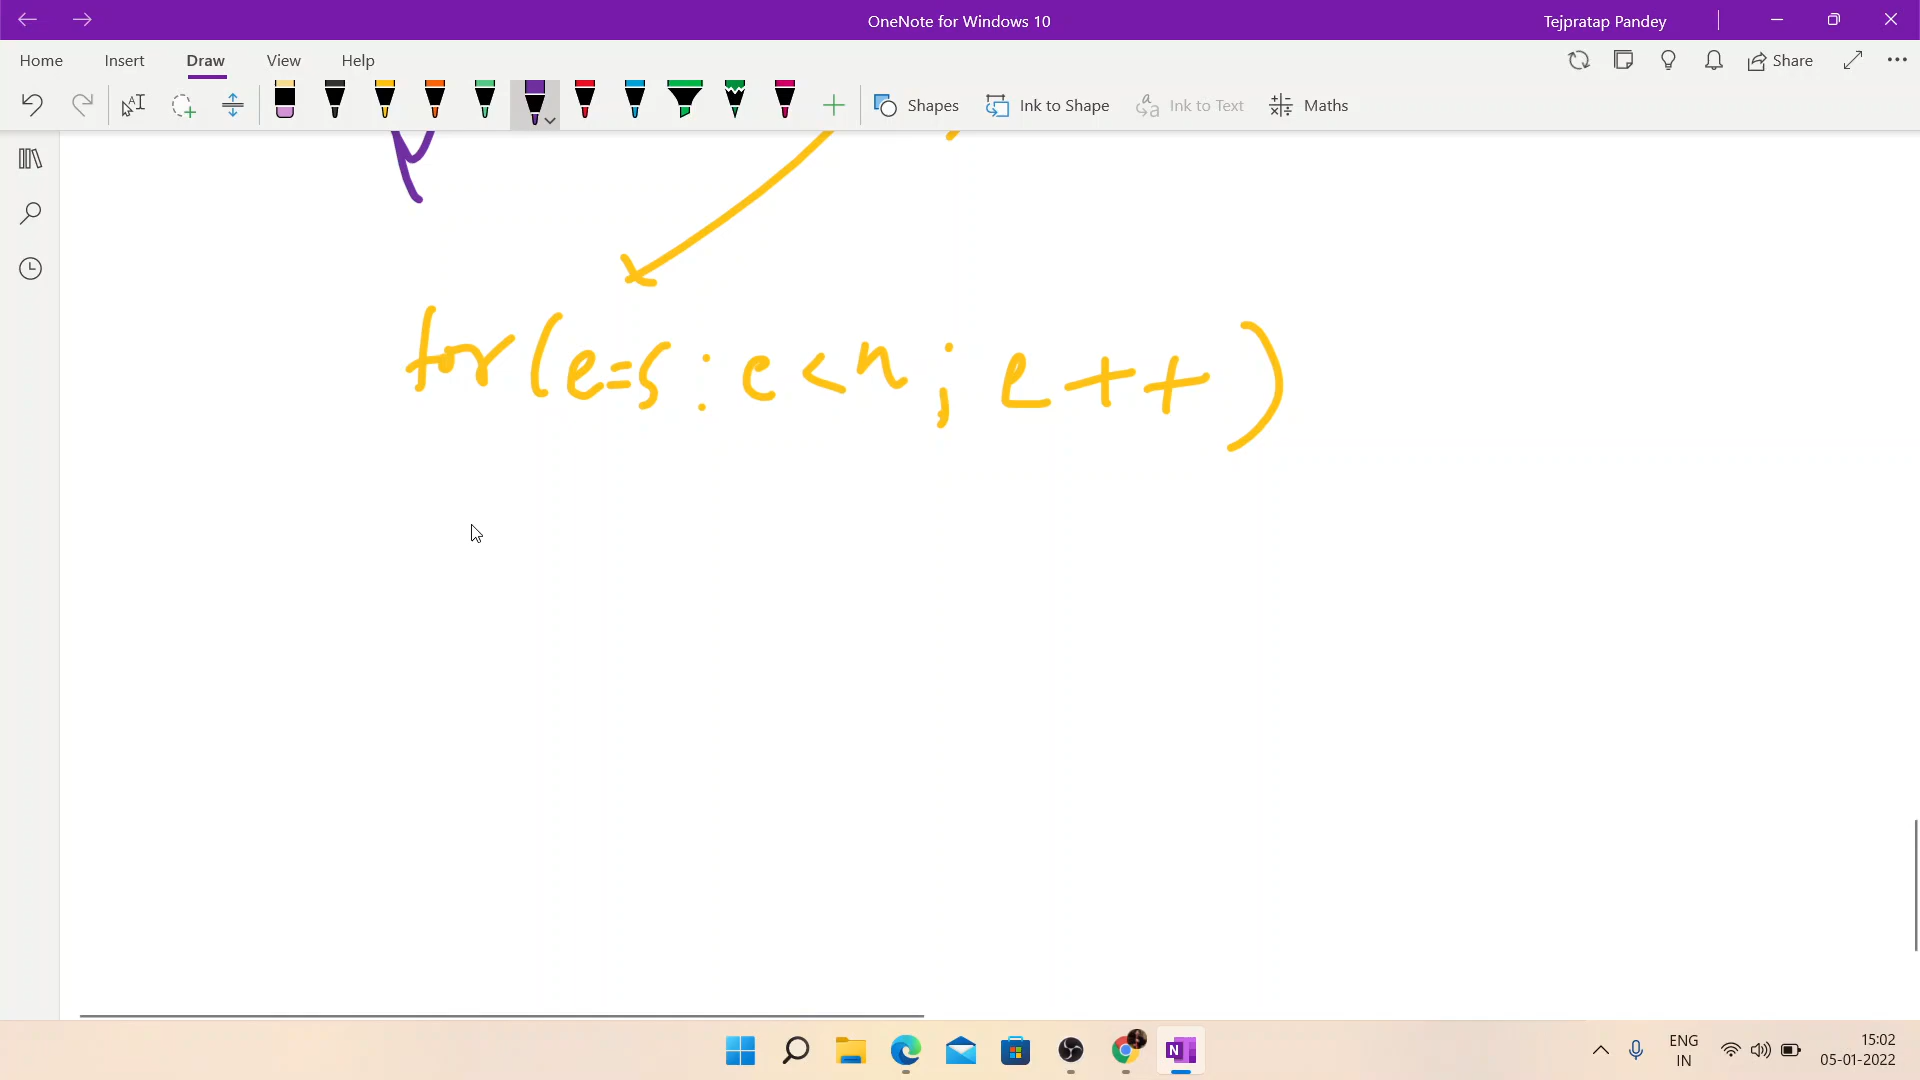 OneNote for Windows 10
Tejpratap Pandey
Home Insert Draw View Help
Share
Shapes Ink to Shape Ink to Text Maths
for(e=s : e<n ; e++)
ENG
IN
15:02
05-01-2022